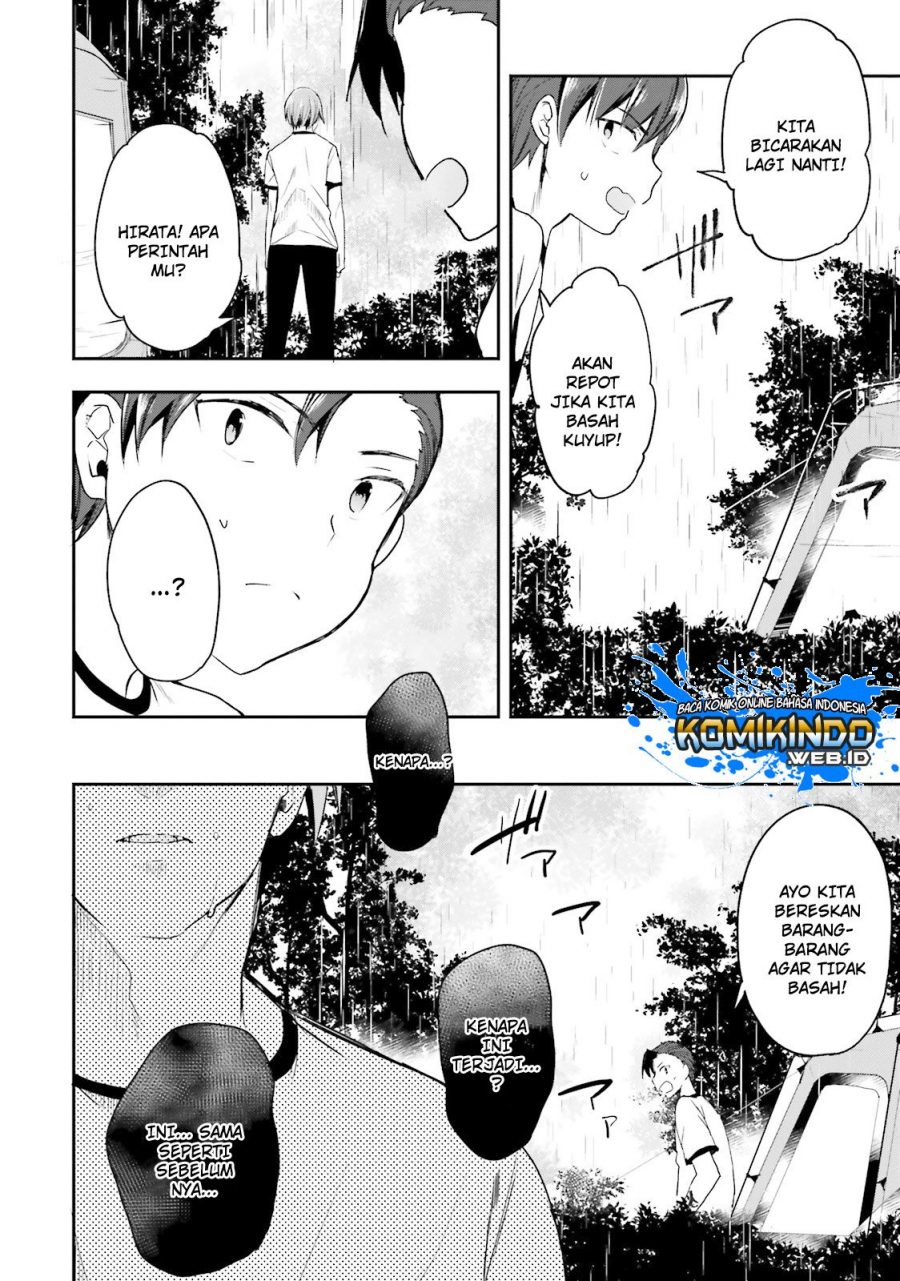 KITA
BICARAKAN
LAGI NANTI!
AKAN
REPOT
JIKA KITA
BASAH
KUYUP!
HIRATA! APA
PERINTAH
MU?
...?
BACA KOMIK ONLINE BAHASA INDONESIA
KOMIKINDO
WEB.ID
AYO KITA
BERESKAN
BARANG-
BARANG
AGAR TIDAK
BASAH!
KENAPA...?
KENAPA
INI
TERJADI...
?
INI... SAMA
SEPERTI
SEBELUM
NYA...